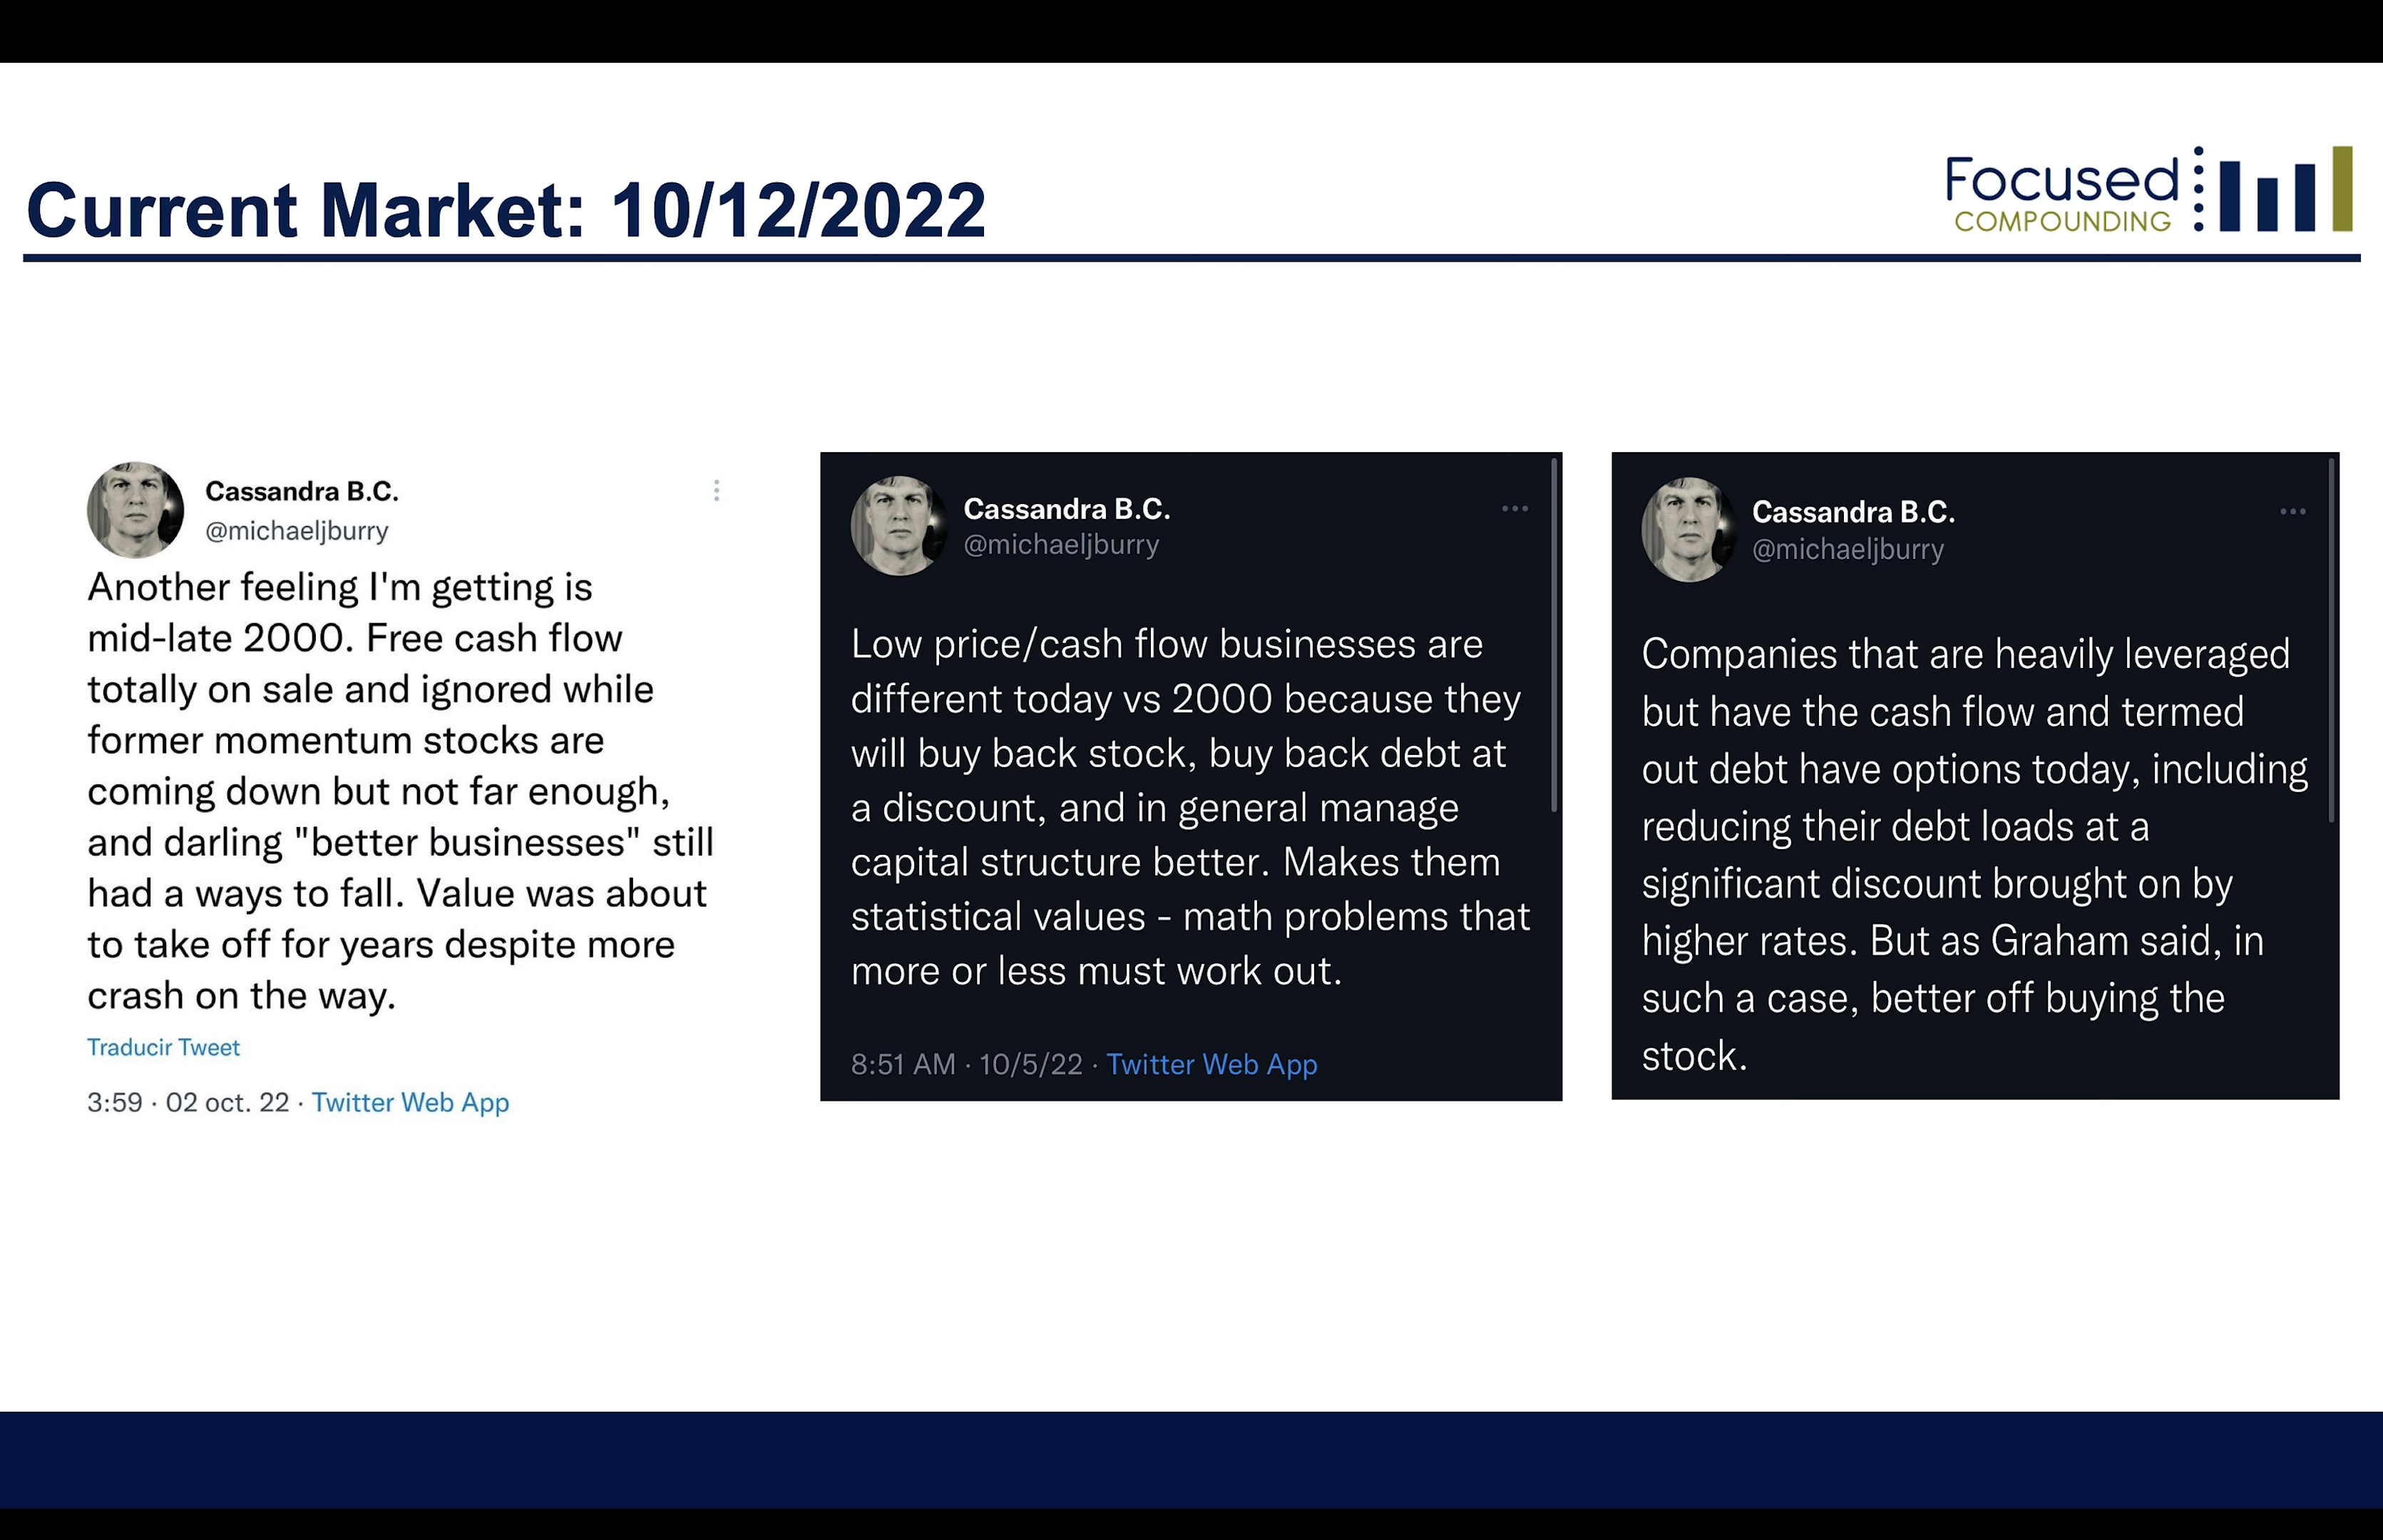 Current Market: 10/12/2022
Focused
COMPOUNDING
Cassandra B.C.
@michaeljburry
Another feeling I'm getting is
mid-late 2000. Free cash flow
totally on sale and ignored while
former momentum stocks are
coming down but not far enough,
and darling "better businesses" still
had a ways to fall. Value was about
to take off for years despite more
crash on the way.
Traducir Tweet
3:59 · 02 oct. 22 · Twitter Web App
Cassandra B.C.
@michaeljburry
Low price/cash flow businesses are
different today vs 2000 because they
will buy back stock, buy back debt at
a discount, and in general manage
capital structure better. Makes them
statistical values - math problems that
more or less must work out.
8:51 AM · 10/5/22 · Twitter Web App
Cassandra B.C.
@michaeljburry
Companies that are heavily leveraged
but have the cash flow and termed
out debt have options today, including
reducing their debt loads at a
significant discount brought on by
higher rates. But as Graham said, in
such a case, better off buying the
stock.